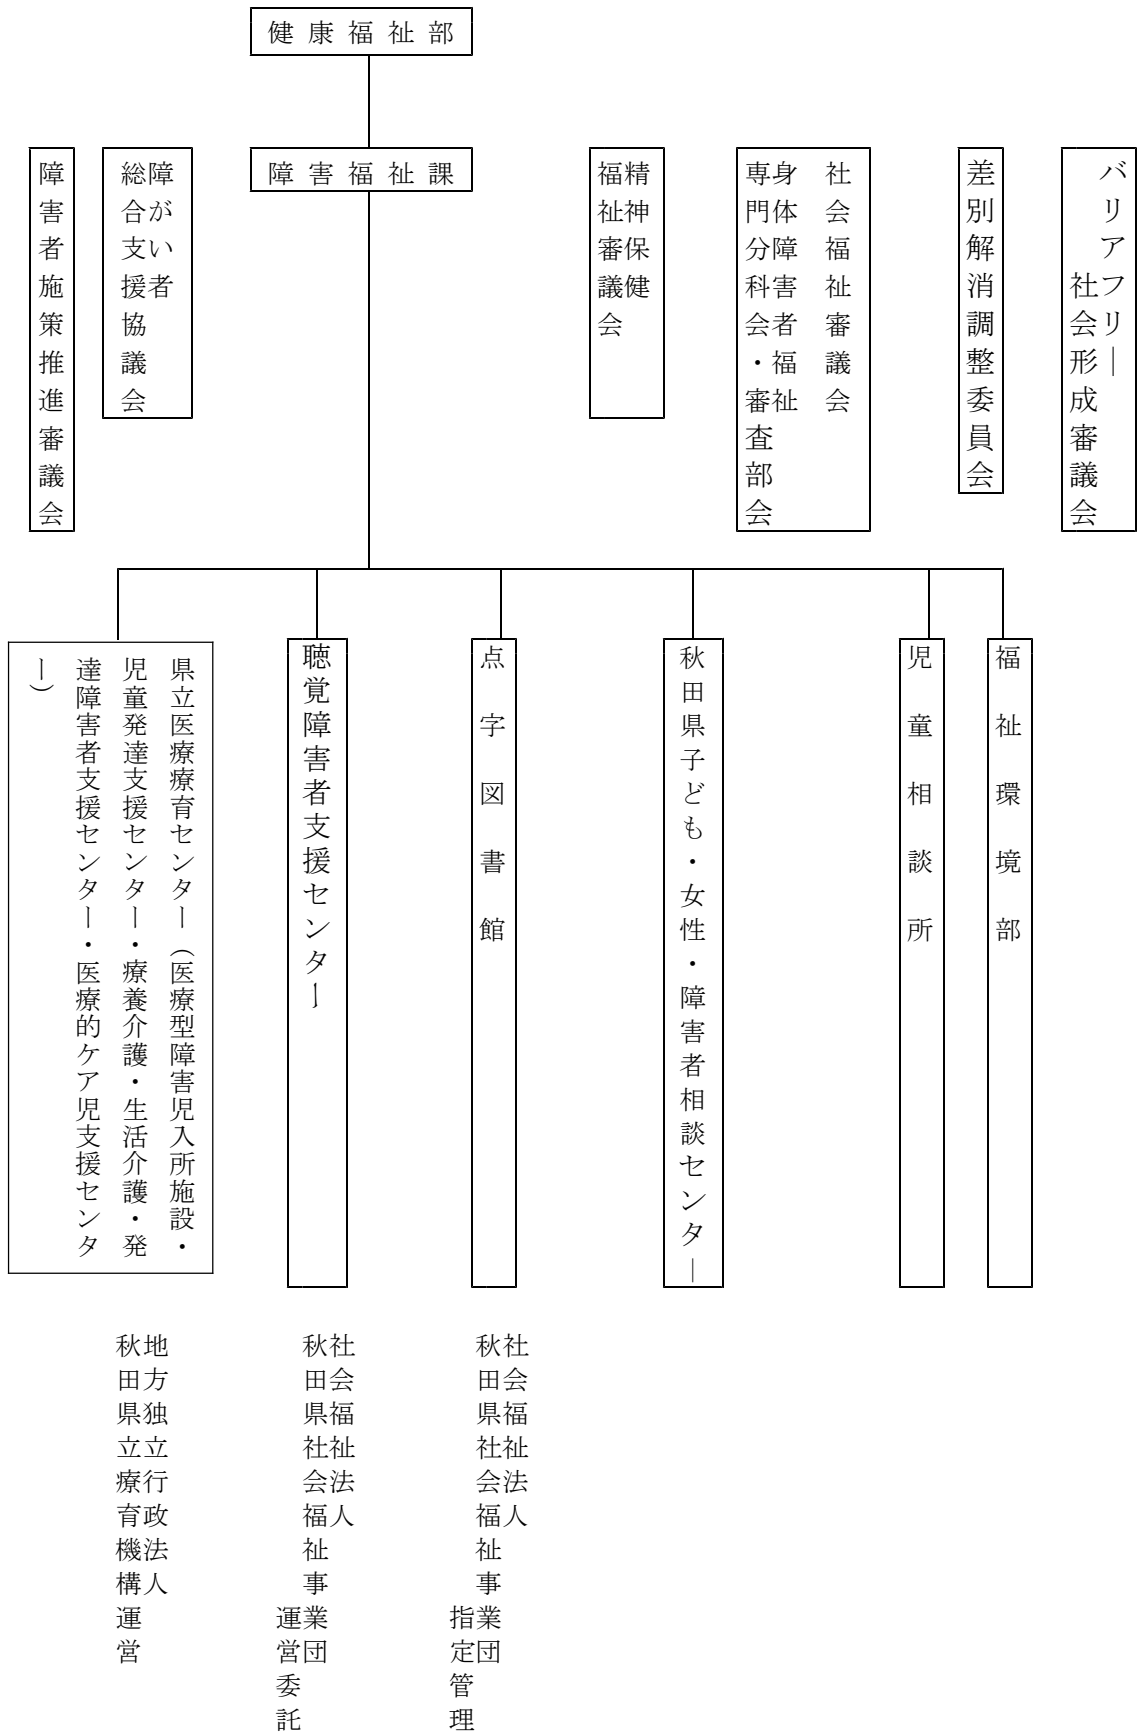 健康福祉部
障害福祉課
障害者施策推進審議会
障がい者
総合支援協議会
精神保健
福祉審議会
社会福祉審議会
身体障害者福祉
専門分科会・審査部会
差別解消調整委員会
バリアフリー
社会形成審議会
県立医療療育センター（医療型障害児入所施設・
児童発達支援センター・療養介護・生活介護・発
達障害者支援センター・医療的ケア児支援センタ
ー）
聴覚障害者支援センター
点字図書館
秋田県子ども・女性・障害者相談センター
児童相談所
福祉環境部
地方独立行政法人
秋田県立療育機構運営
社会福祉法人
秋田県社会福祉事業団
運営委託
社会福祉法人
秋田県社会福祉事業団
指定管理